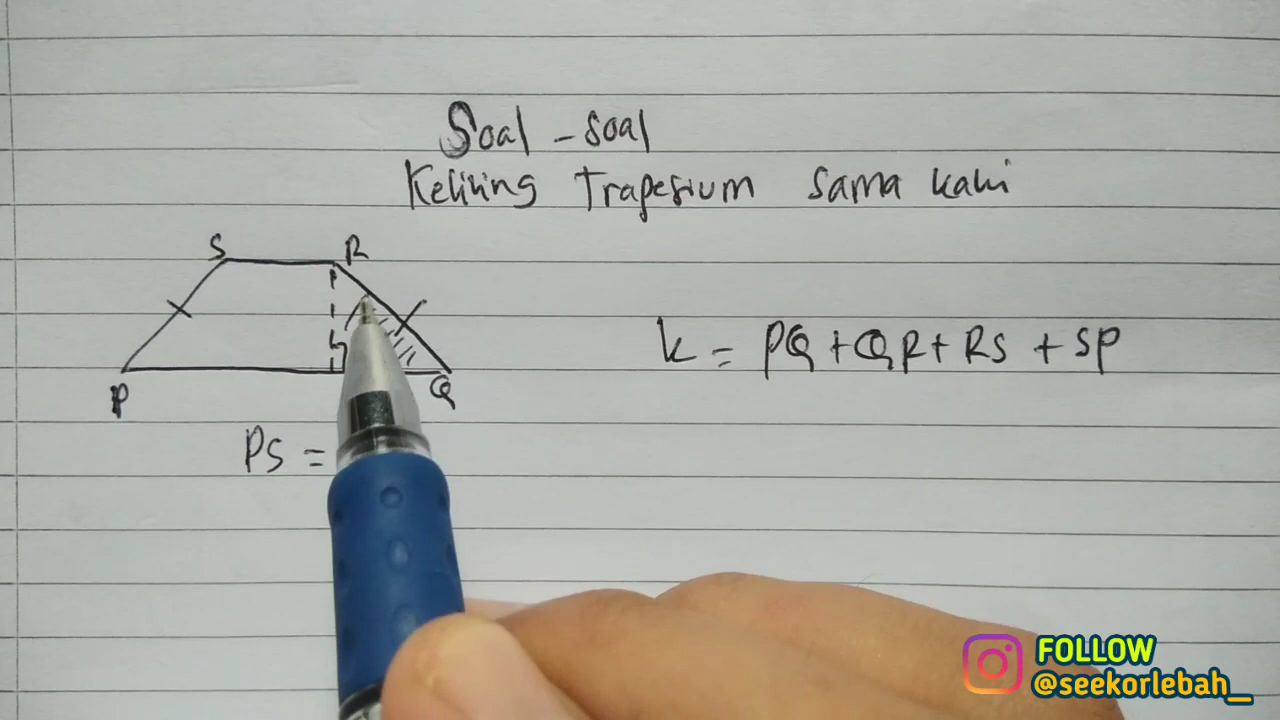 Soal - soal
Keliling Trapesium sama kaki
S R
K = PQ + QR + RS + SP
P Q
PS =
FOLLOW
@seekorlebah_